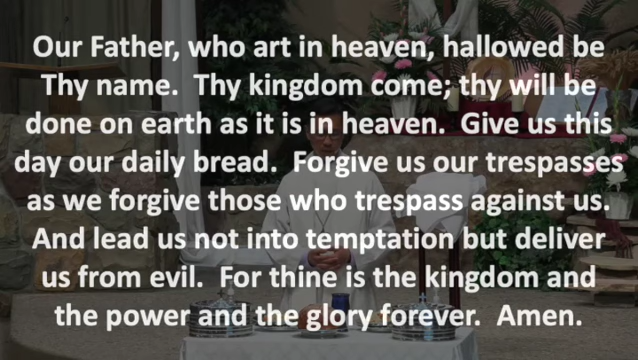 Our Father, who art in heaven, hallowed be
Thy name.  Thy kingdom come; thy will be
done on earth as it is in heaven.  Give us this
day our daily bread.  Forgive us our trespasses
as we forgive those who trespass against us.
And lead us not into temptation but deliver
us from evil.  For thine is the kingdom and
the power and the glory forever.  Amen.